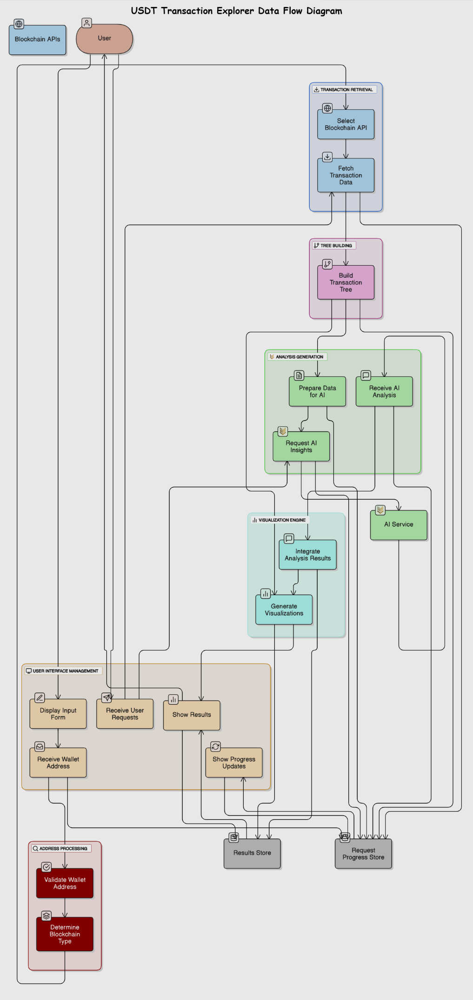 USDT Transaction Explorer Data Flow Diagram
Blockchain APIs
User
TRANSACTION RETRIEVAL
Select
Blockchain API
Fetch
Transaction
Data
TREE BUILDING
Build
Transaction
Tree
ANALYSIS GENERATION
Prepare Data
for AI
Receive AI
Analysis
Request AI
Insights
AI Service
VISUALIZATION ENGINE
Integrate
Analysis Results
Generate
Visualizations
USER INTERFACE MANAGEMENT
Display Input
Form
Receive User
Requests
Show Results
Receive Wallet
Address
Show Progress
Updates
Results Store
Request
Progress Store
ADDRESS PROCESSING
Validate Wallet
Address
Determine
Blockchain
Type